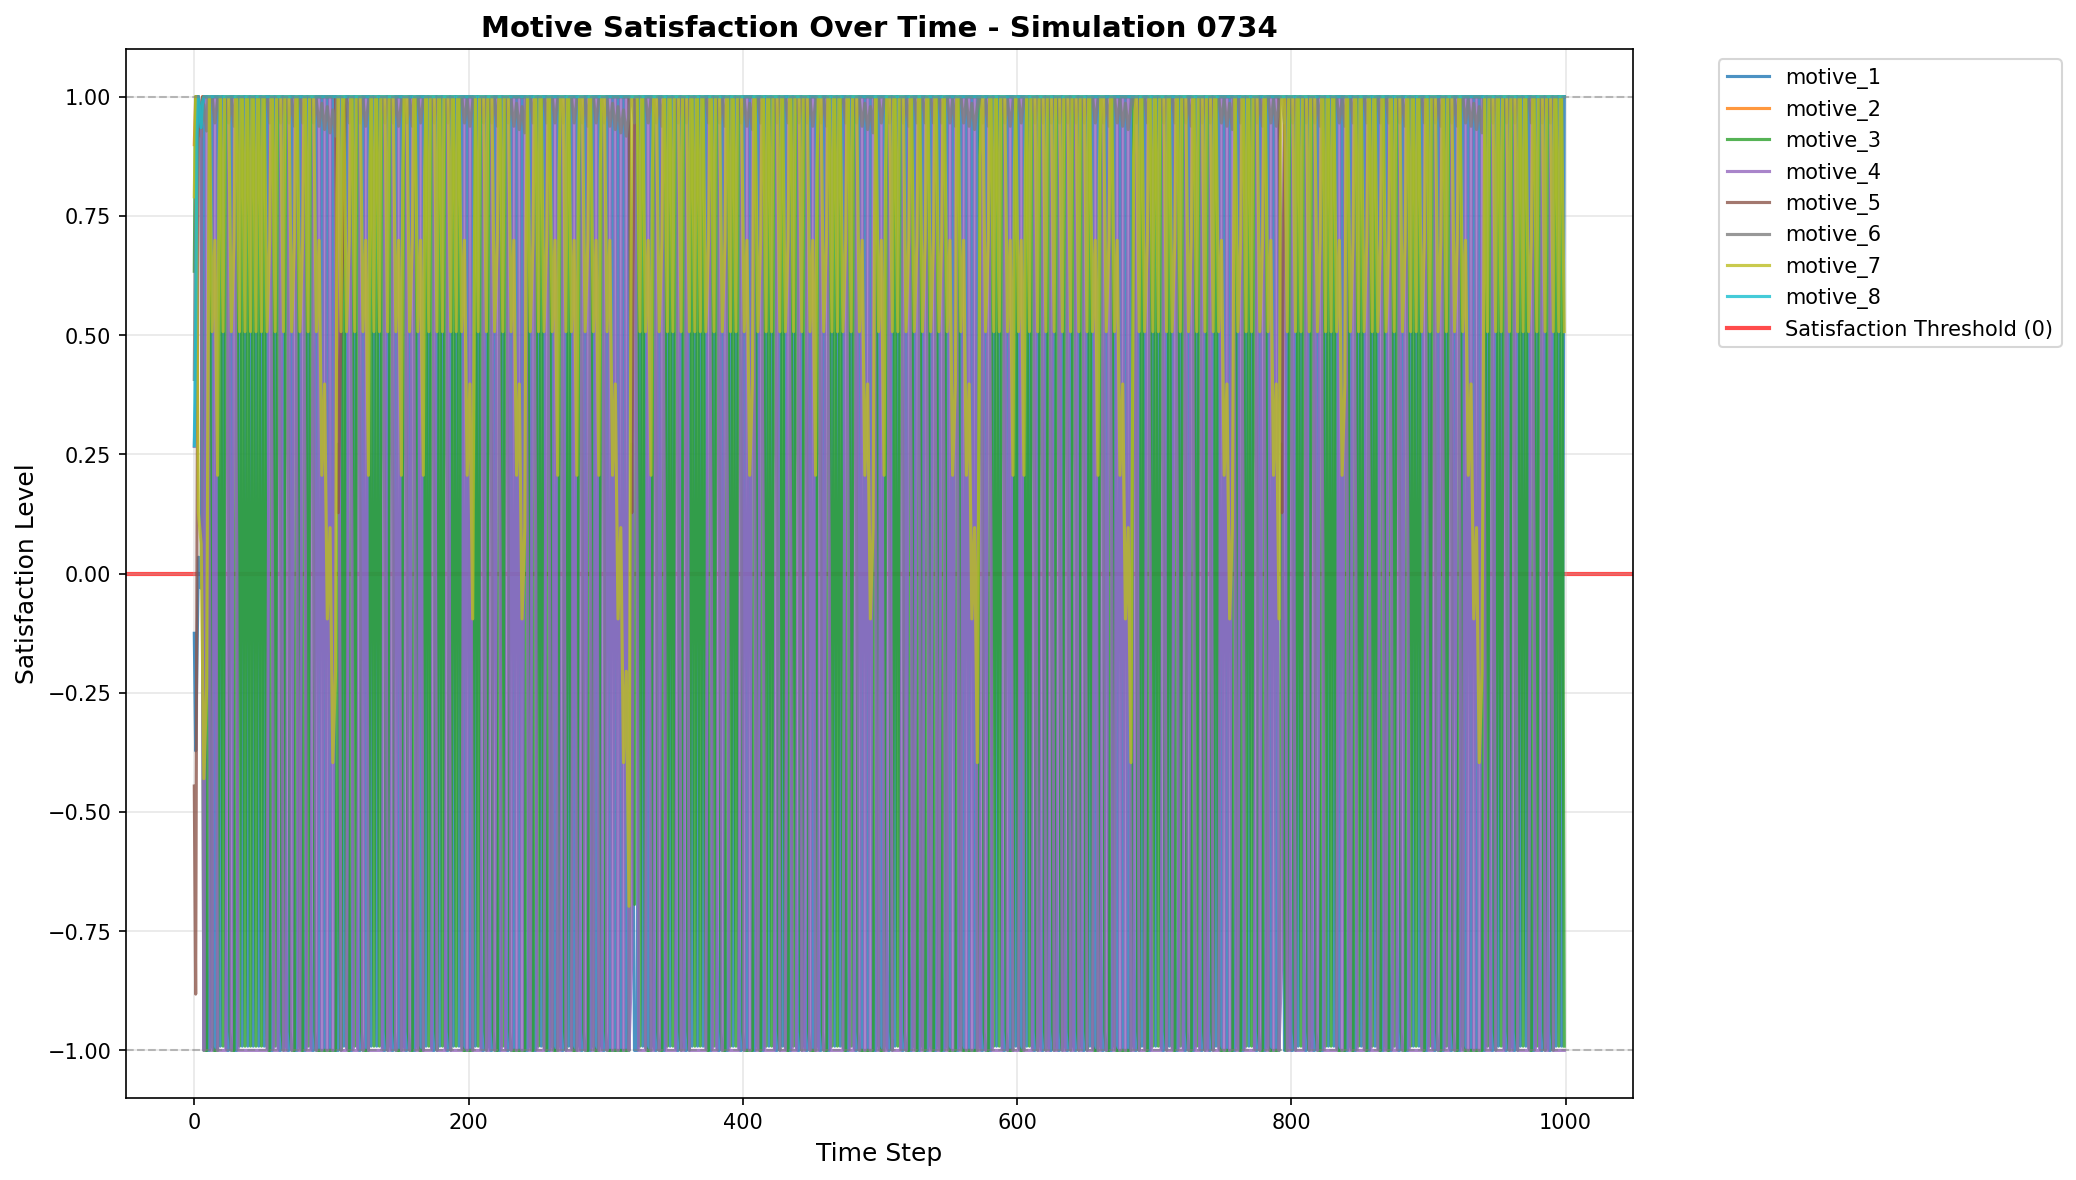 Motive Satisfaction Over Time - Simulation 0734
1.00
0.75
0.50
0.25
0.00
−0.25
−0.50
−0.75
−1.00
Satisfaction Level
0
200
400
600
800
1000
Time Step
motive_1
motive_2
motive_3
motive_4
motive_5
motive_6
motive_7
motive_8
Satisfaction Threshold (0)